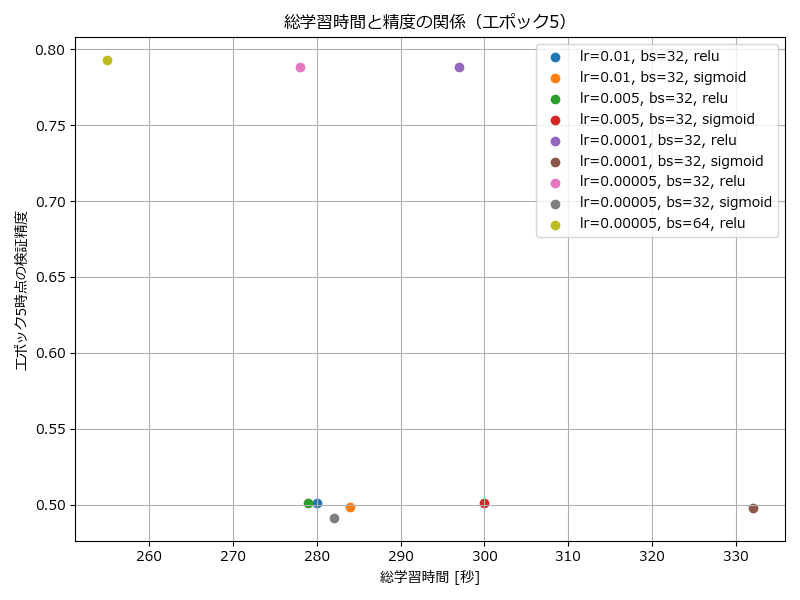 総学習時間と精度の関係（エポック5）
エポック5時点の検証精度
0.80
0.75
0.70
0.65
0.60
0.55
0.50
lr=0.01, bs=32, relu
lr=0.01, bs=32, sigmoid
lr=0.005, bs=32, relu
lr=0.005, bs=32, sigmoid
lr=0.0001, bs=32, relu
lr=0.0001, bs=32, sigmoid
lr=0.00005, bs=32, relu
lr=0.00005, bs=32, sigmoid
lr=0.00005, bs=64, relu
260 270 280 290 300 310 320 330
総学習時間 [秒]